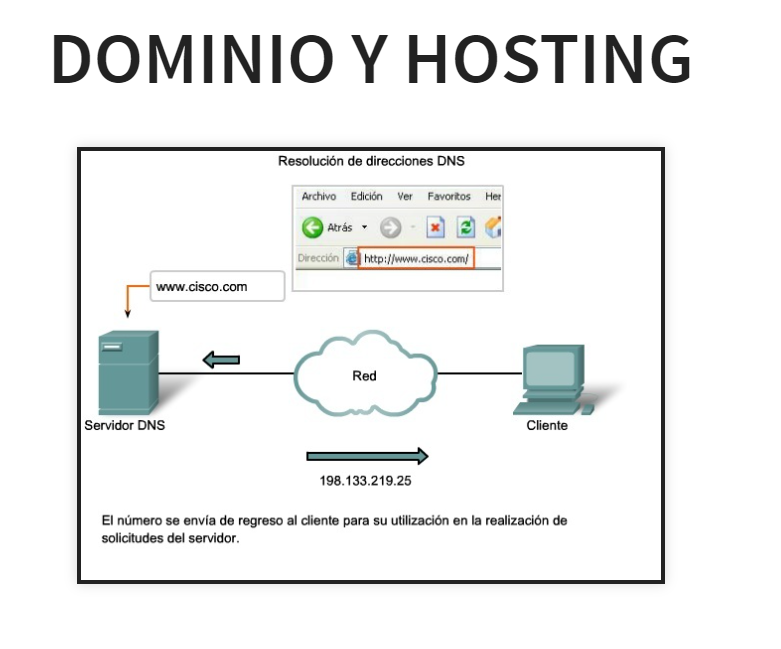 DOMINIO Y HOSTING
Resolución de direcciones DNS
Archivo Edición Ver Favoritos Her
Atrás
Dirección http://www.cisco.com/
www.cisco.com
Red
Servidor DNS
Cliente
198.133.219.25
El número se envía de regreso al cliente para su utilización en la realización de
solicitudes del servidor.